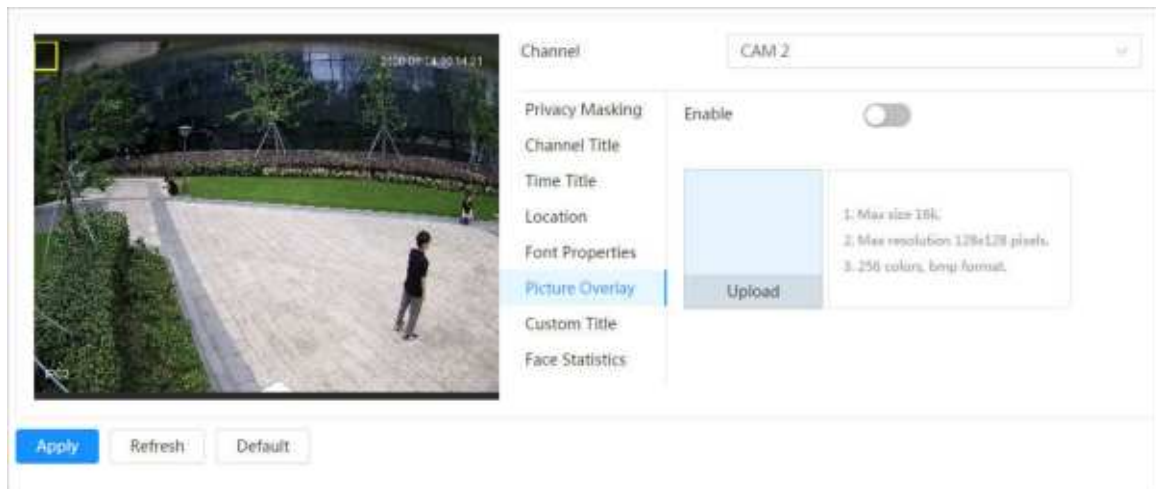 Channel
CAM 2
Privacy Masking
Channel Title
Time Title
Location
Font Properties
Picture Overlay
Custom Title
Face Statistics
Enable
Upload
1. Max size 16k.
2. Max resolution 128x128 pixels.
3. 256 colors, bmp format.
Apply
Refresh
Default